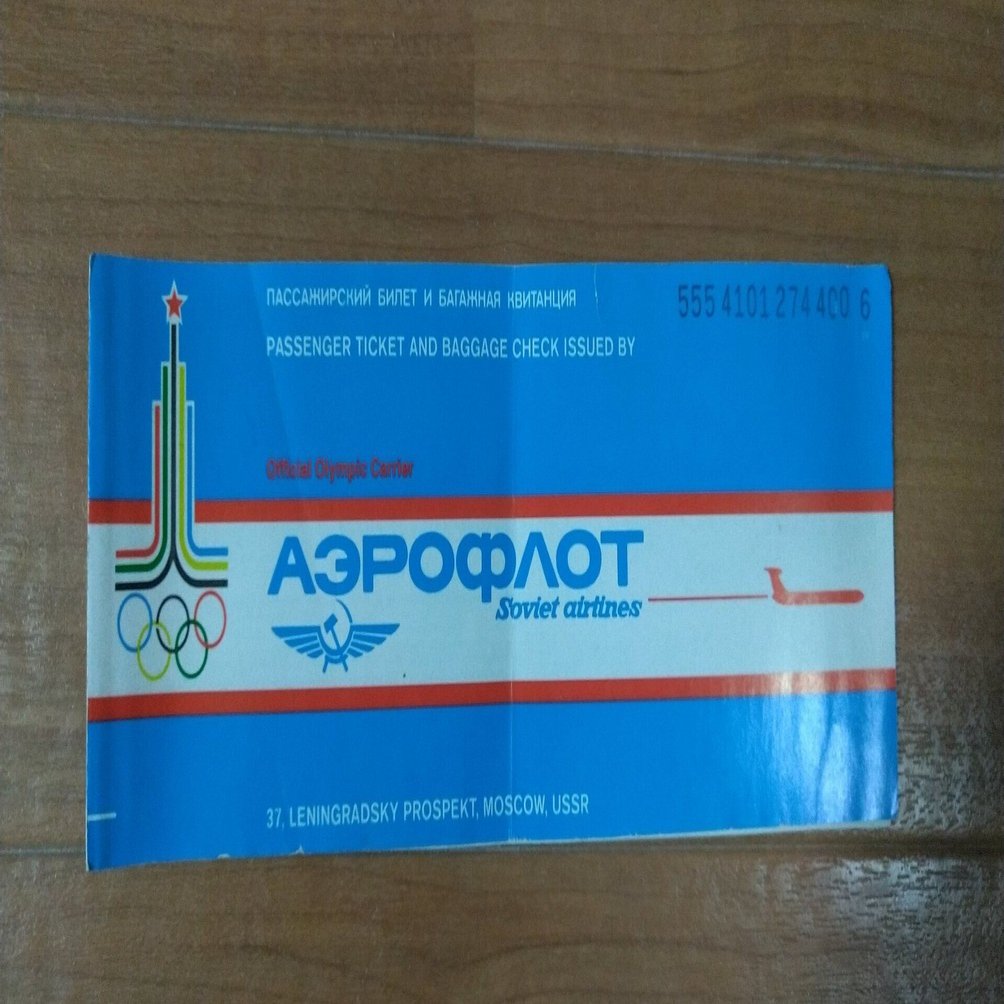 ПАССАЖИРСКИЙ БИЛЕТ И БАГАЖНАЯ КВИТАНЦИЯ
555 4101 274 400 6
PASSENGER TICKET AND BAGGAGE CHECK ISSUED BY
Official Olympic Carrier
АЭРОФЛОТ
Soviet airlines
37, LENINGRADSKY PROSPEKT, MOSCOW, USSR